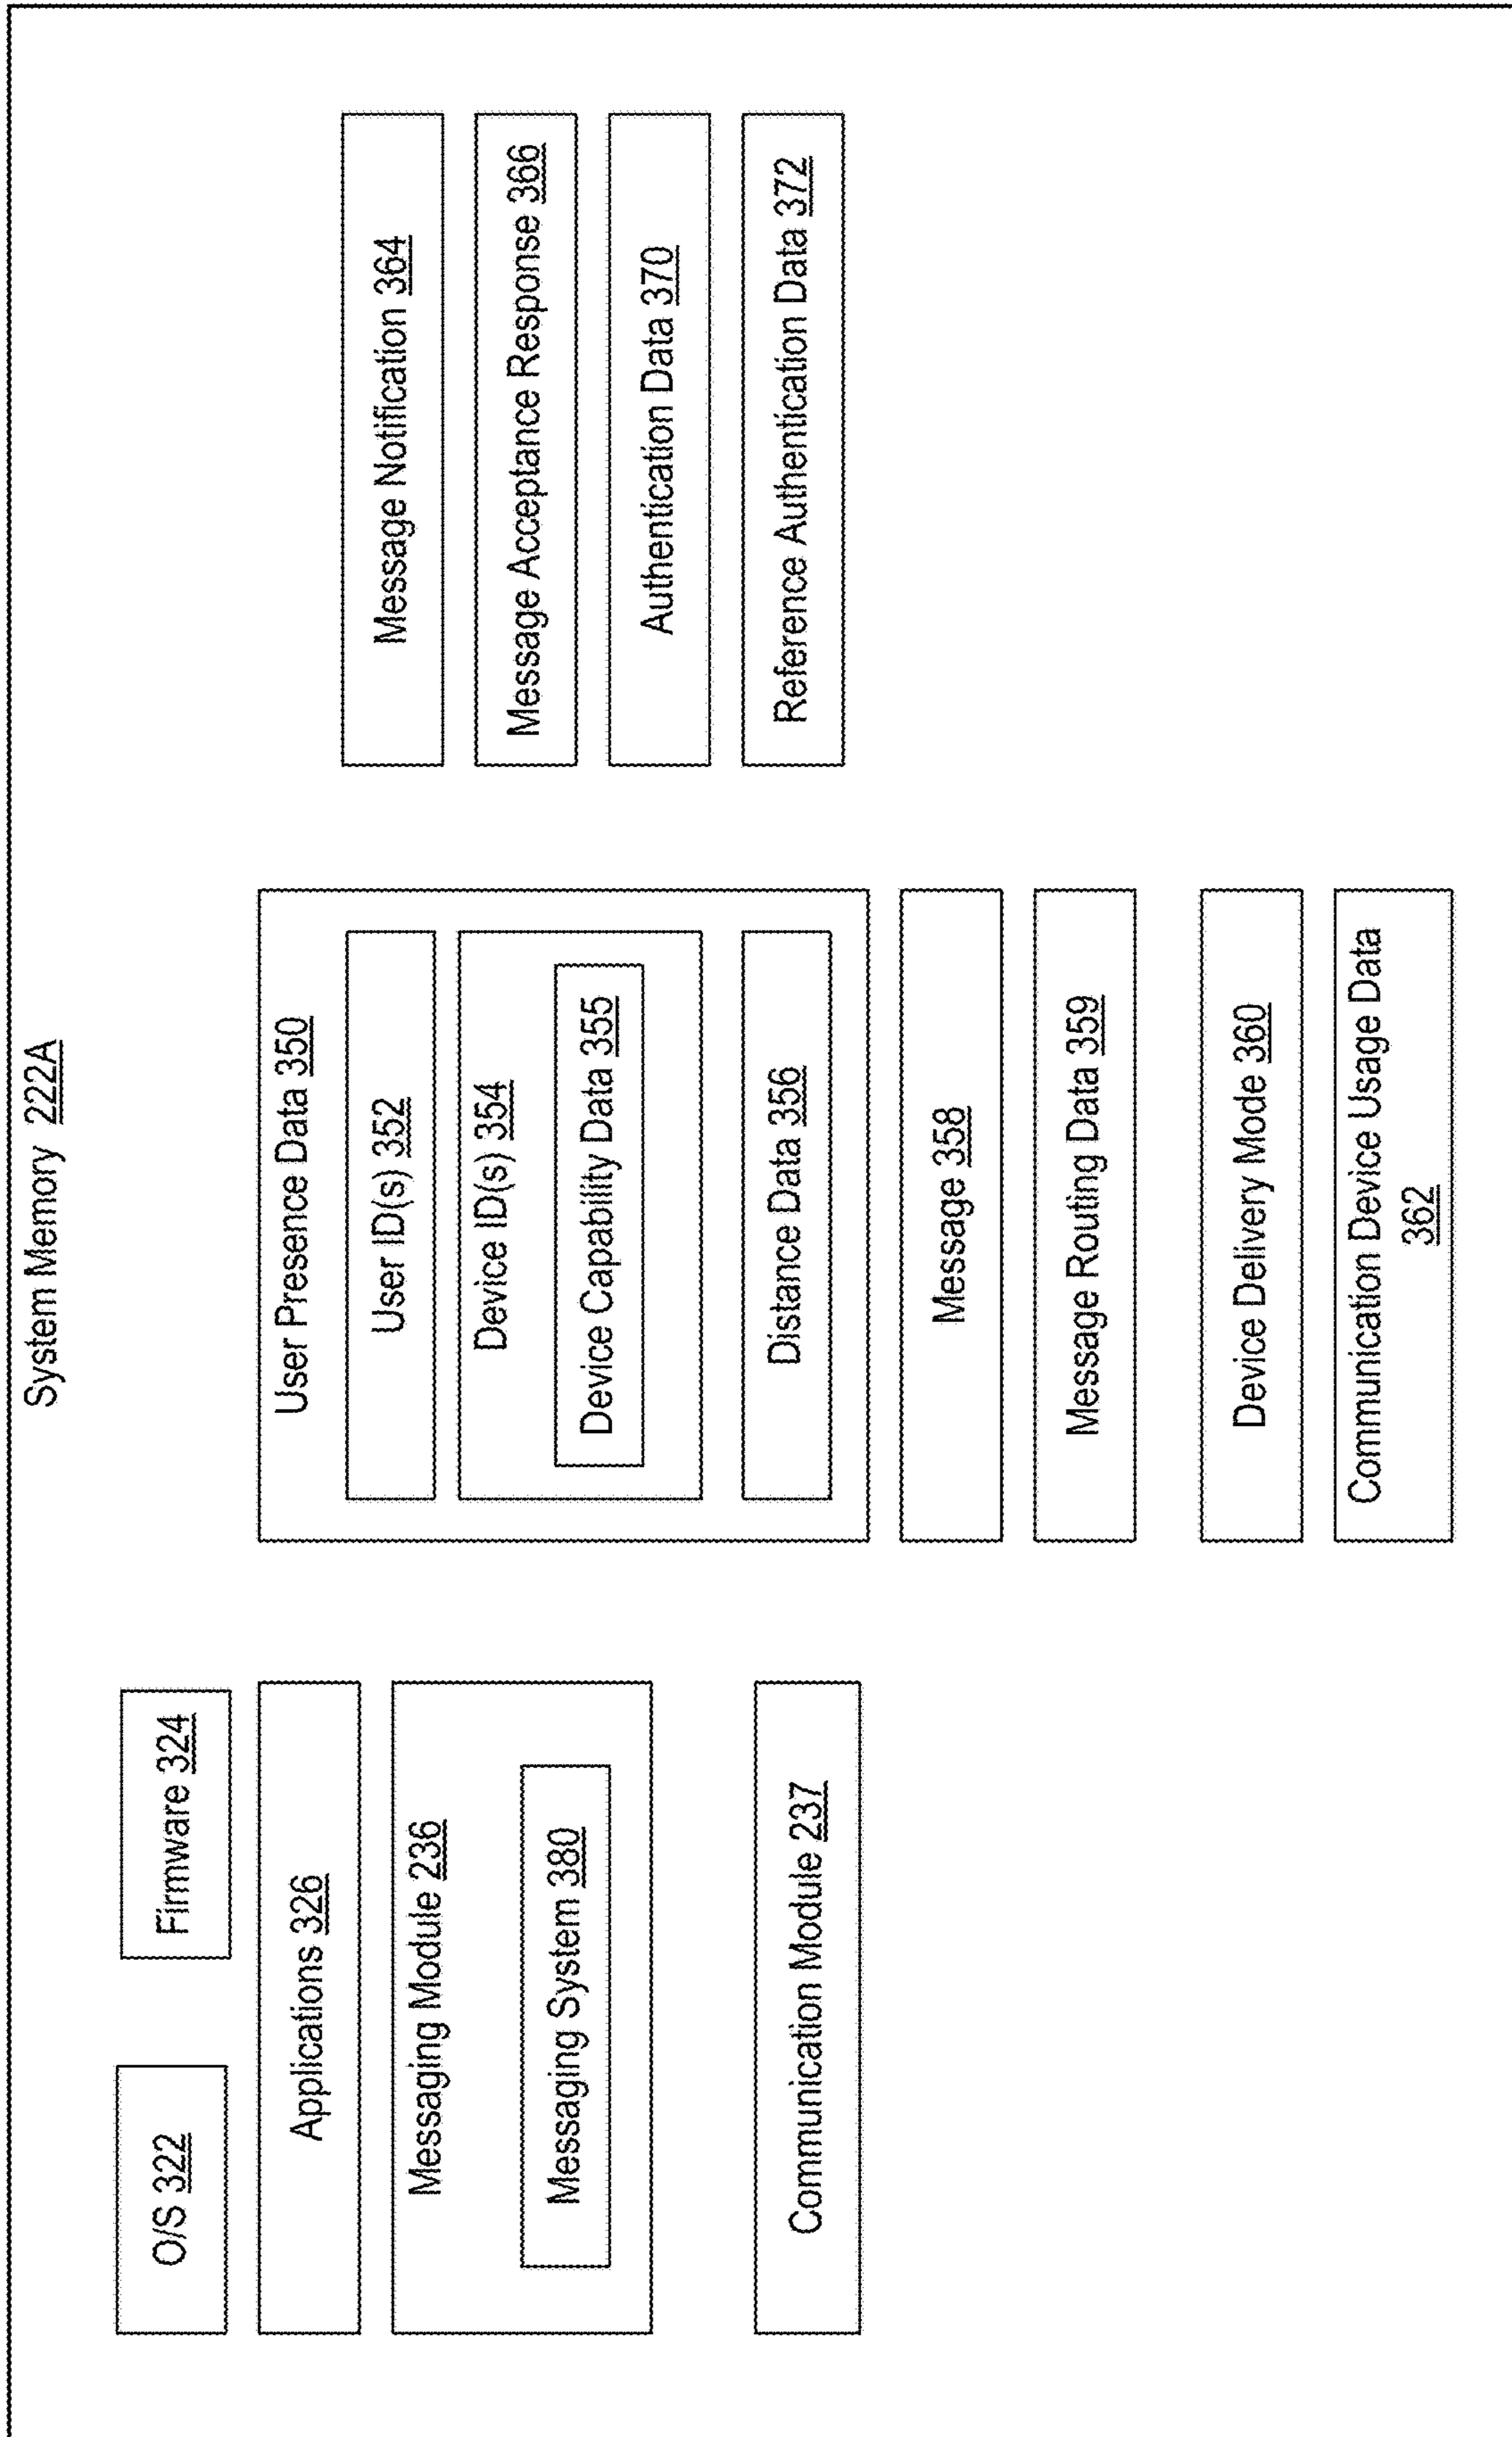 System Memory 222A
O/S 322
Firmware 324
Applications 326
Messaging Module 236
Messaging System 380
Communication Module 237
User Presence Data 350
User ID(s) 352
Device ID(s) 354
Device Capability Data 355
Distance Data 356
Message 358
Message Routing Data 359
Device Delivery Mode 360
Communication Device Usage Data
362
Message Notification 364
Message Acceptance Response 366
Authentication Data 370
Reference Authentication Data 372